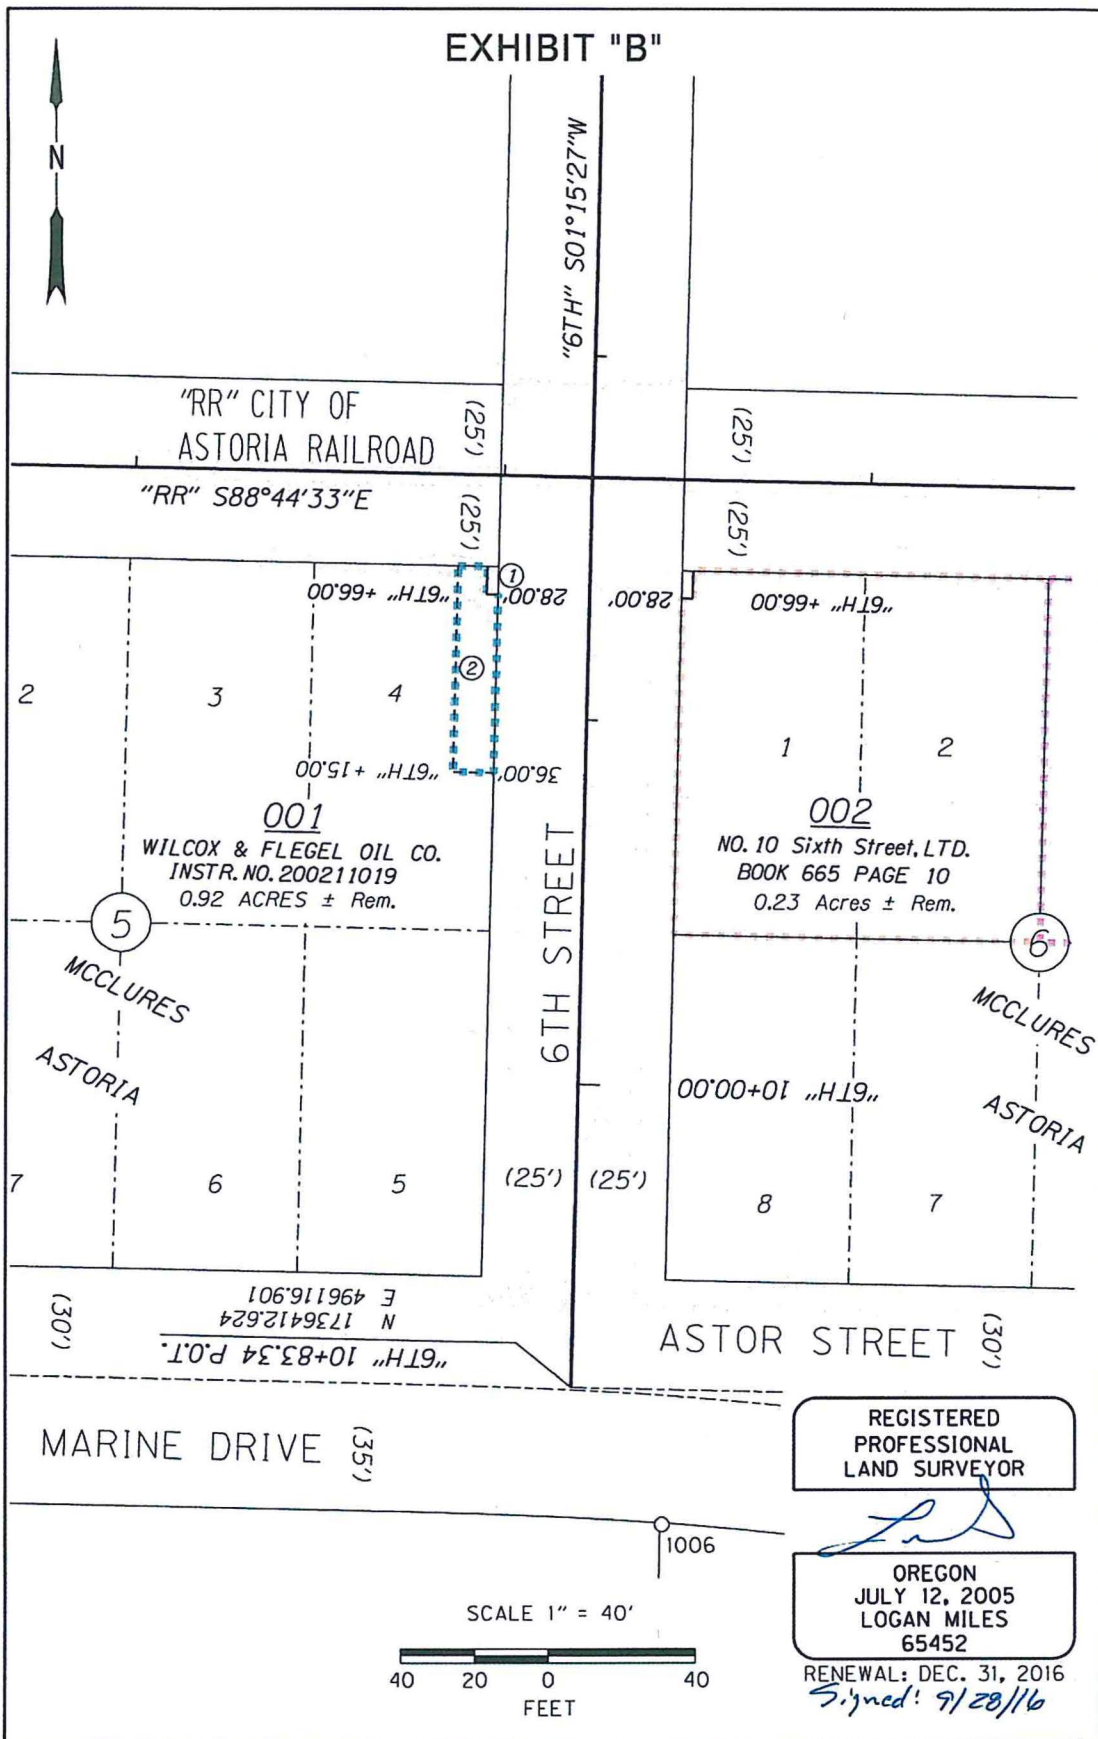 EXHIBIT "B"
N
"6TH" S01°15'27"W
"RR" CITY OF
ASTORIA RAILROAD
(25')
(25')
"RR" S88°44'33"E
(25')
(25')
1
"6TH" +66.00
28.00'
28.00'
"6TH" +66.00
2
2
3
4
1
2
"6TH" +15.00
36.00'
001
WILCOX & FLEGEL OIL CO.
INSTR. NO. 200211019
0.92 ACRES ± Rem.
002
NO. 10 Sixth Street, LTD.
BOOK 665 PAGE 10
0.23 Acres ± Rem.
6TH STREET
5
MCCLURES
ASTORIA
6
MCCLURES
ASTORIA
"6TH" 10+00.00
7
6
5
(25')
(25')
8
7
"6TH" 10+83.34 P.O.T.
N 1736412.624
E 496116.901
(30')
ASTOR STREET
(30')
MARINE DRIVE
(35')
1006
REGISTERED
PROFESSIONAL
LAND SURVEYOR
OREGON
JULY 12, 2005
LOGAN MILES
65452
RENEWAL: DEC. 31, 2016
Signed: 9/28/16
SCALE 1" = 40'
40 20 0 40
FEET